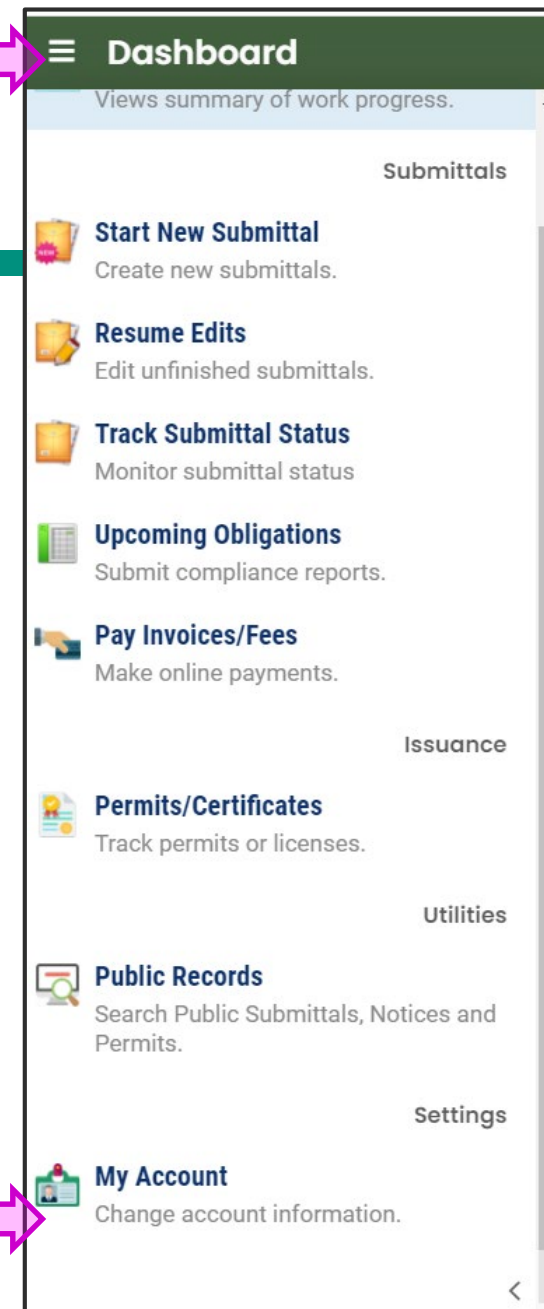 Dashboard
Views summary of work progress.
Submittals
Start New Submittal
NEW
Create new submittals.
Resume Edits
Edit unfinished submittals.
Track Submittal Status
Monitor submittal status
Upcoming Obligations
Submit compliance reports.
Pay Invoices/Fees
Make online payments.
Issuance
Permits/Certificates
Track permits or licenses.
Utilities
Public Records
Search Public Submittals, Notices and
Permits.
Settings
My Account
Change account information.